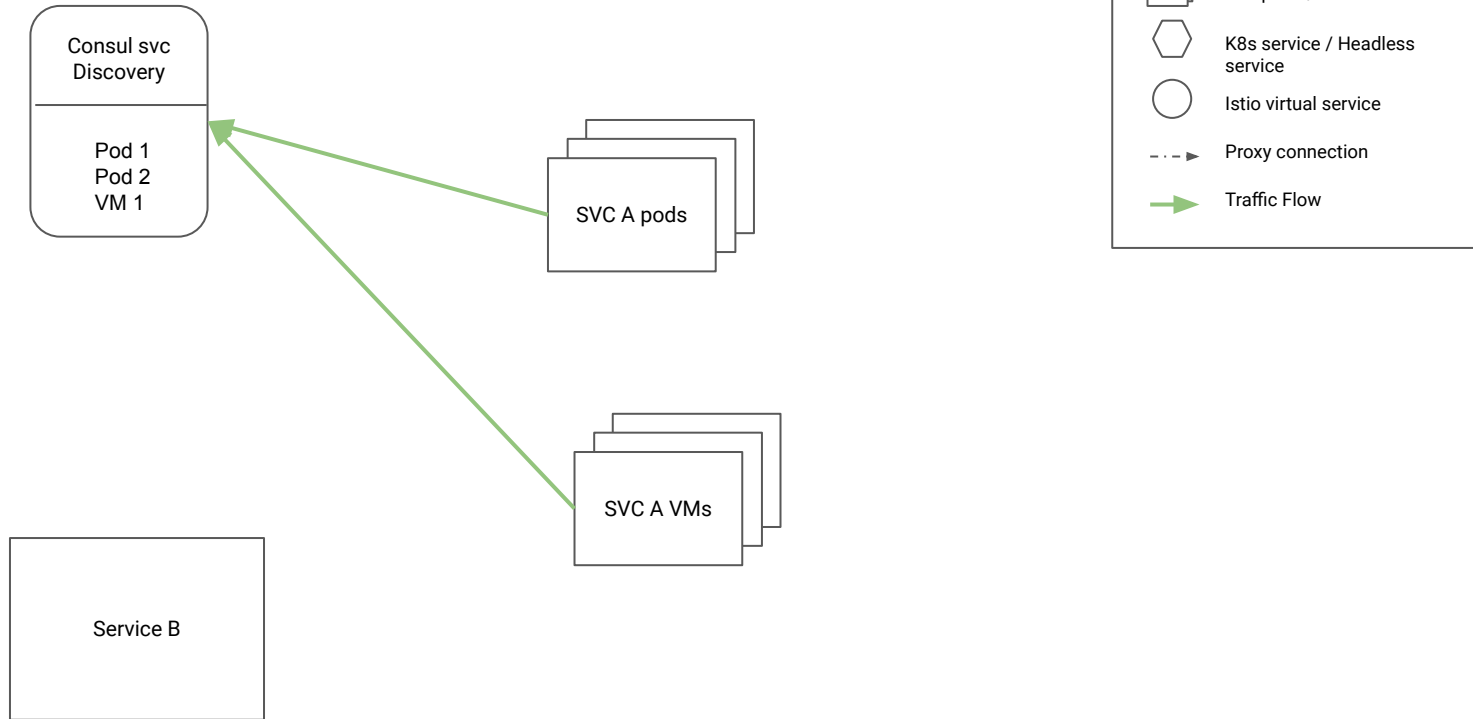 Consul svc
Discovery
Pod 1
Pod 2
VM 1
SVC A pods
SVC A VMs
Service B
K8s service / Headless
service
Istio virtual service
Proxy connection
Traffic Flow